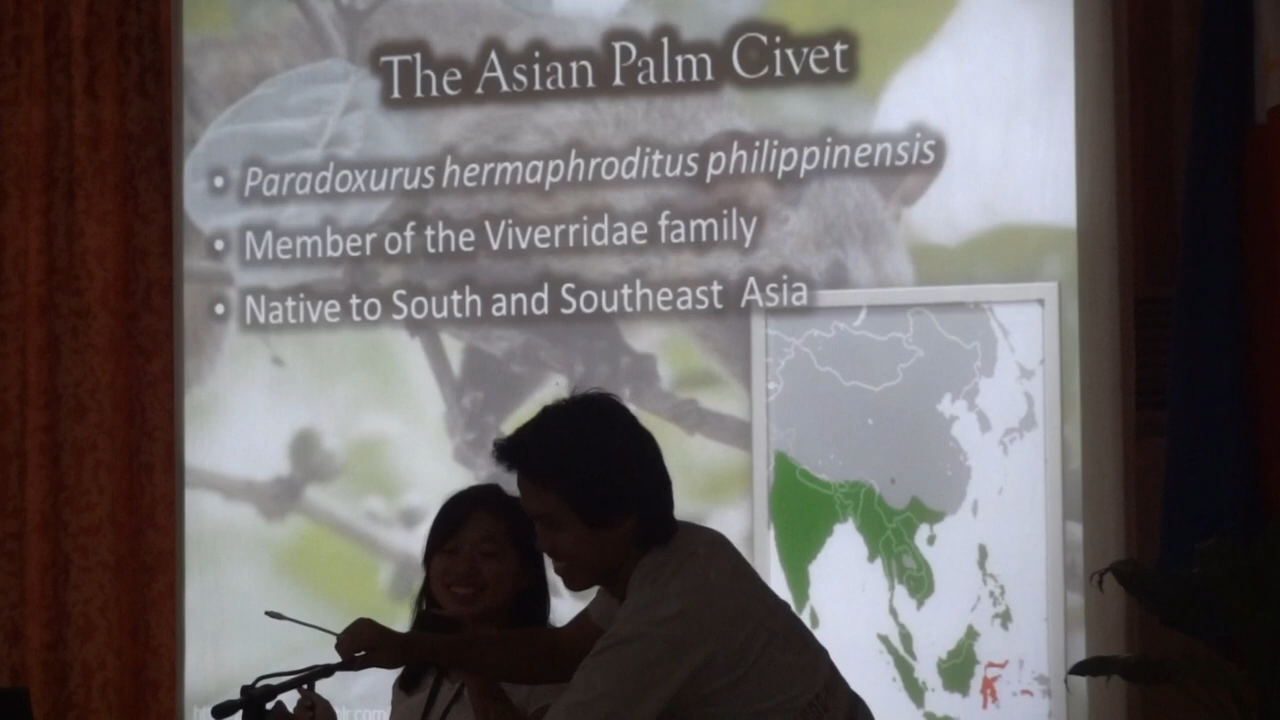 The Asian Palm Civet
• Paradoxurus hermaphroditus philippinensis
• Member of the Viverridae family
• Native to South and Southeast Asia